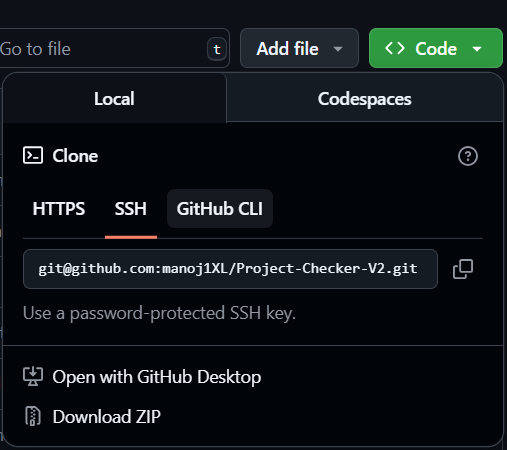 Go to file t Add file Code
Local Codespaces
Clone
HTTPS SSH GitHub CLI
git@github.com:manoj1XL/Project-Checker-V2.git
Use a password-protected SSH key.
Open with GitHub Desktop
Download ZIP